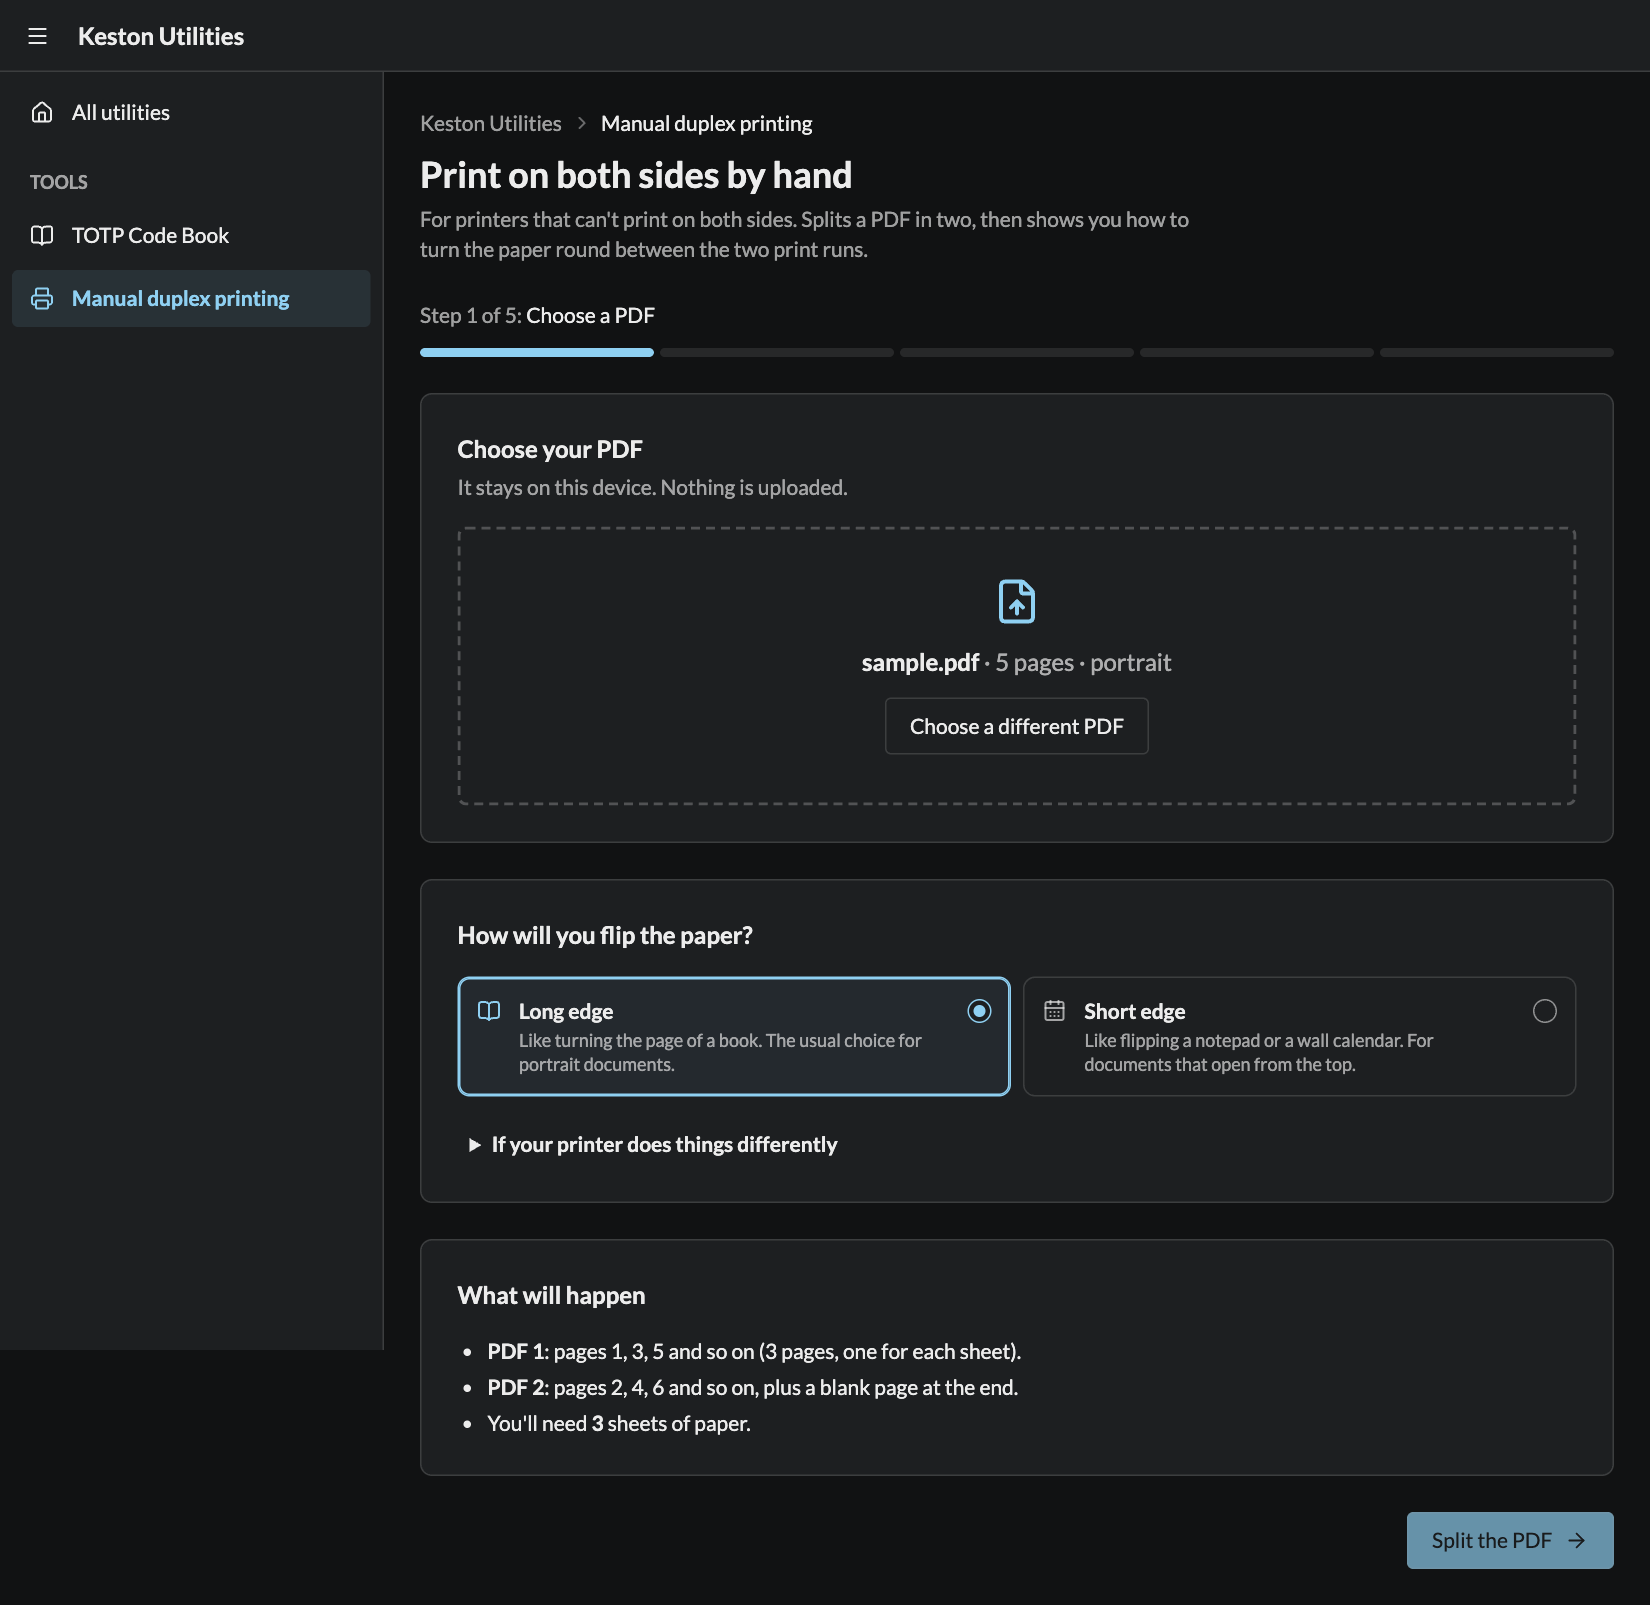 Keston Utilities
All utilities
TOOLS
TOTP Code Book
Manual duplex printing
Keston Utilities > Manual duplex printing
Print on both sides by hand
For printers that can't print on both sides. Splits a PDF in two, then shows you how to
turn the paper round between the two print runs.
Step 1 of 5: Choose a PDF
Choose your PDF
It stays on this device. Nothing is uploaded.
sample.pdf · 5 pages · portrait
Choose a different PDF
How will you flip the paper?
Long edge
Like turning the page of a book. The usual choice for
portrait documents.
Short edge
Like flipping a notepad or a wall calendar. For
documents that open from the top.
If your printer does things differently
What will happen
• PDF 1: pages 1, 3, 5 and so on (3 pages, one for each sheet).
• PDF 2: pages 2, 4, 6 and so on, plus a blank page at the end.
• You'll need 3 sheets of paper.
Split the PDF →